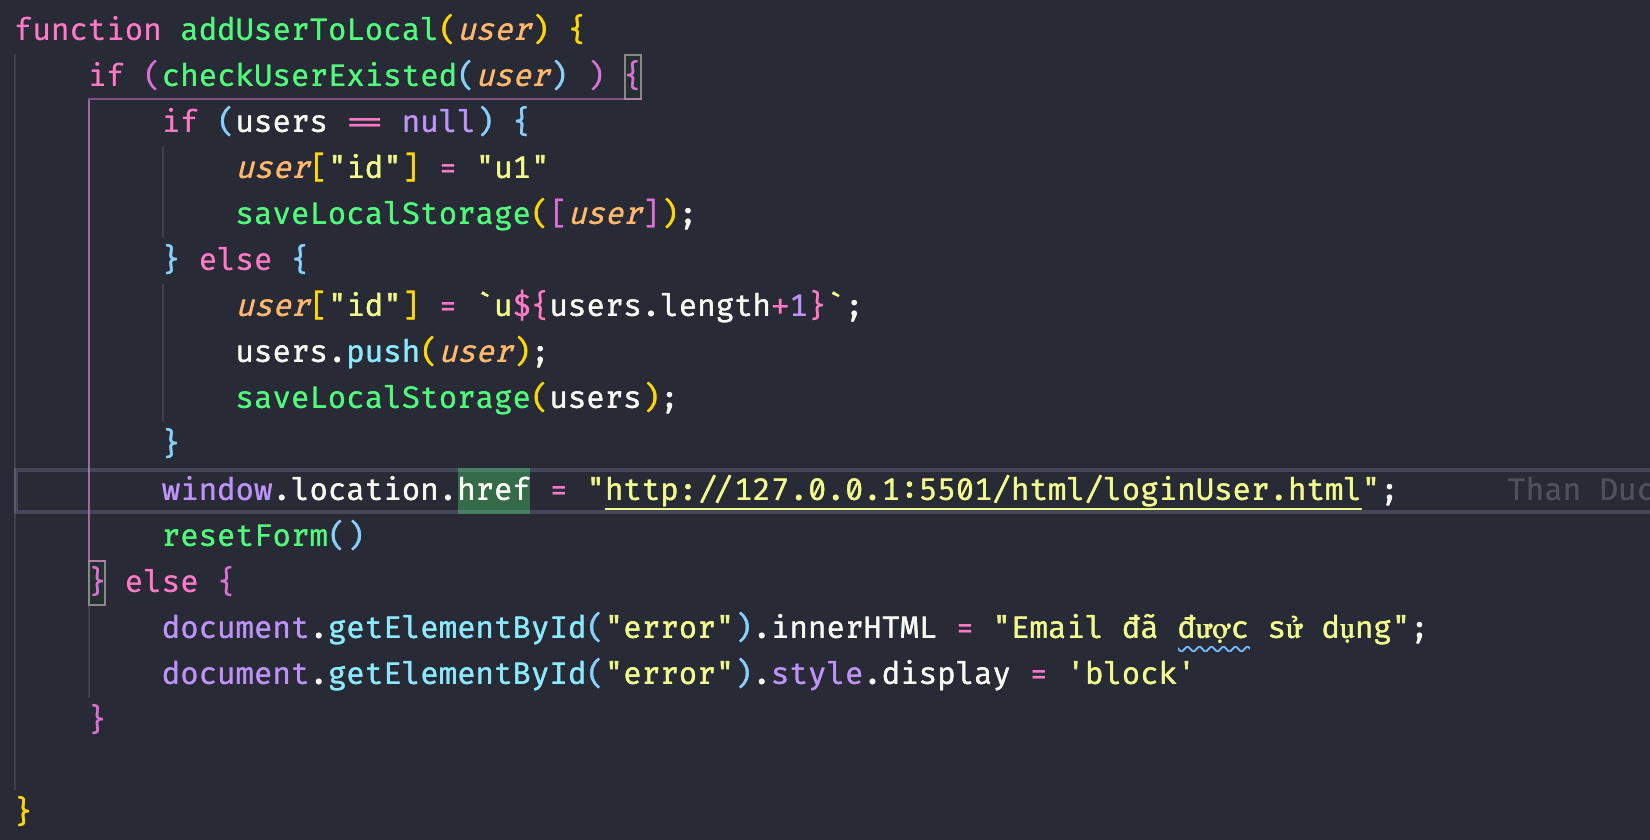 function addUserToLocal(user) {
if (checkUserExisted(user) ) {
if (users == null) {
user["id"] = "u1"
saveLocalStorage([user]);
} else {
user["id"] = `u${users.length+1}`;
users.push(user);
saveLocalStorage(users);
}
window.location.href = "http://127.0.0.1:5501/html/loginUser.html"; Than Duc
resetForm()
} else {
document.getElementById("error").innerHTML = "Email đã được sử dụng";
document.getElementById("error").style.display = 'block'
}
}